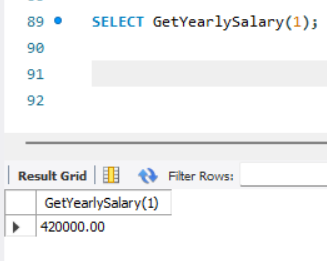 89 SELECT GetYearlySalary(1);
90
91
92
Result Grid Filter Rows:
GetYearlySalary(1)
420000.00